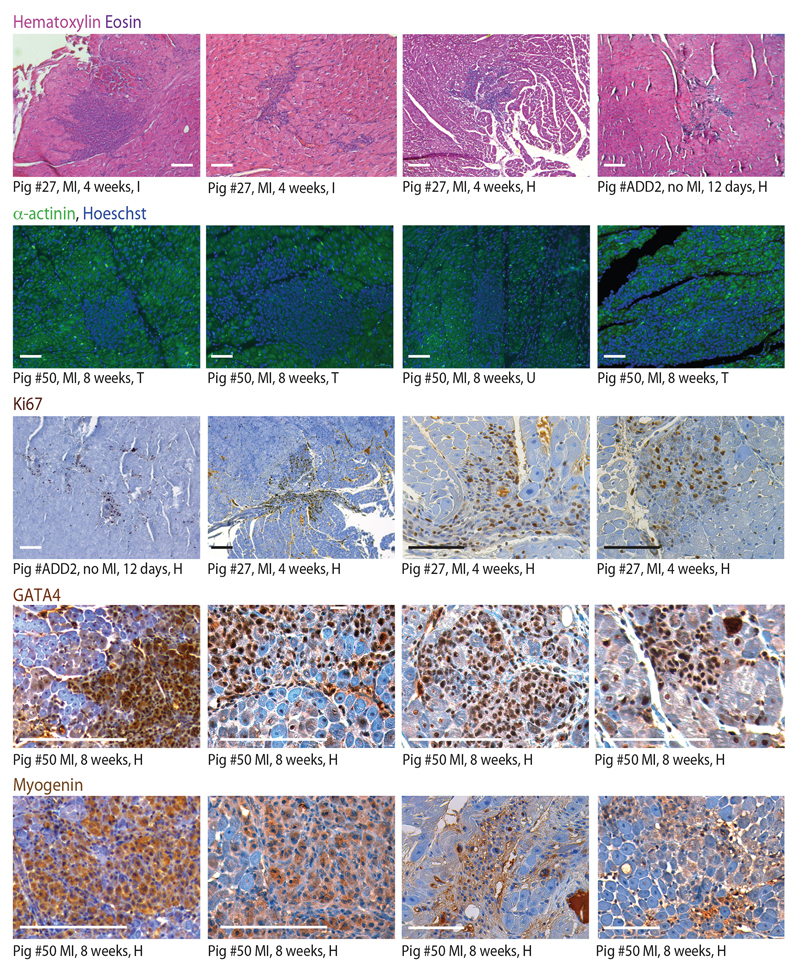 Hematoxylin Eosin
Pig #27, MI, 4 weeks, I
Pig #27, MI, 4 weeks, I
Pig #27, MI, 4 weeks, H
Pig #ADD2, no MI, 12 days, H
α-actinin, Hoeschst
Pig #50, MI, 8 weeks, T
Pig #50, MI, 8 weeks, T
Pig #50, MI, 8 weeks, U
Pig #50, MI, 8 weeks, T
Ki67
Pig #ADD2, no MI, 12 days, H
Pig #27, MI, 4 weeks, H
Pig #27, MI, 4 weeks, H
Pig #27, MI, 4 weeks, H
GATA4
Pig #50 MI, 8 weeks, H
Pig #50 MI, 8 weeks, H
Pig #50 MI, 8 weeks, H
Pig #50 MI, 8 weeks, H
Myogenin
Pig #50 MI, 8 weeks, H
Pig #50 MI, 8 weeks, H
Pig #50 MI, 8 weeks, H
Pig #50 MI, 8 weeks, H